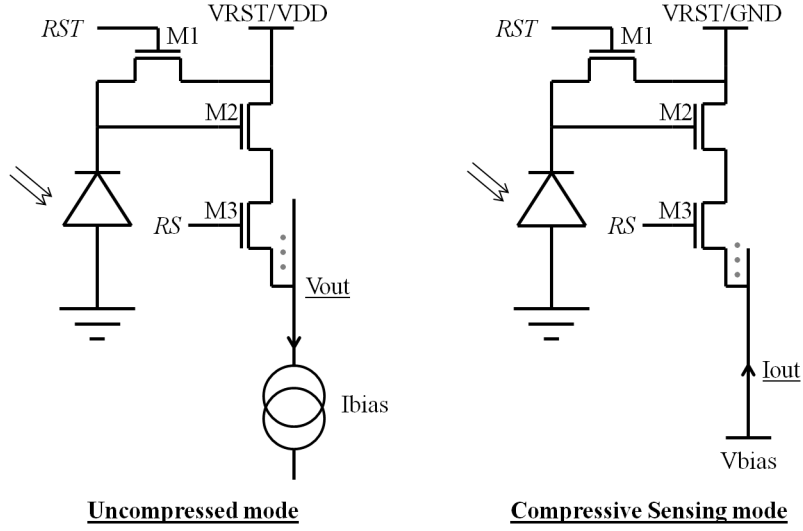 RST
VRST/VDD
M1
M2
M3
RS
Vout
Ibias
Uncompressed mode
RST
VRST/GND
M1
M2
M3
RS
Iout
Vbias
Compressive Sensing mode